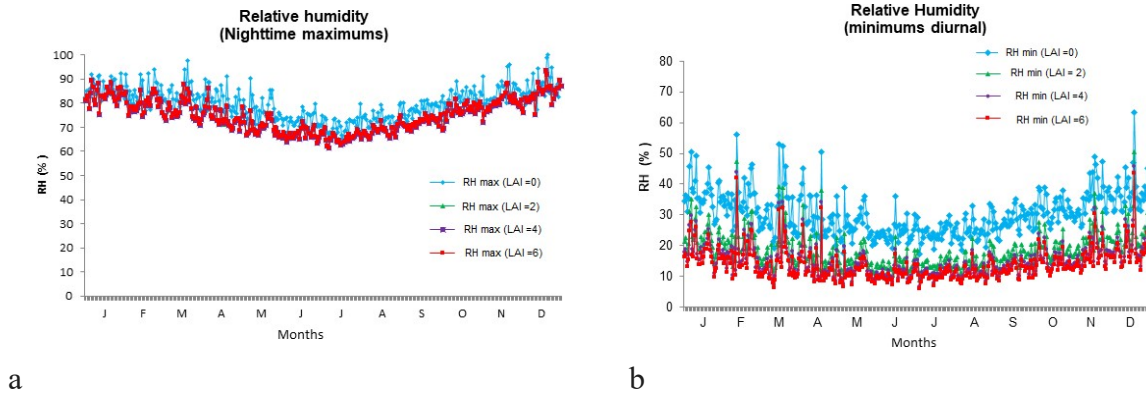 Relative humidity
(Nighttime maximums)
100
90
80
70
60
50
40
30
20
10
0
RH (%)
RH max (LAI =0)
RH max (LAI =2)
RH max (LAI =4)
RH max (LAI =6)
J F M A M J J A S O N D
Months
a
Relative Humidity
(minimums diurnal)
80
70
60
50
40
30
20
10
0
RH (%)
RH min (LAI =0)
RH min (LAI = 2)
RH min (LAI =4)
RH min (LAI =6)
J F M A M J J A S O N D
Months
b